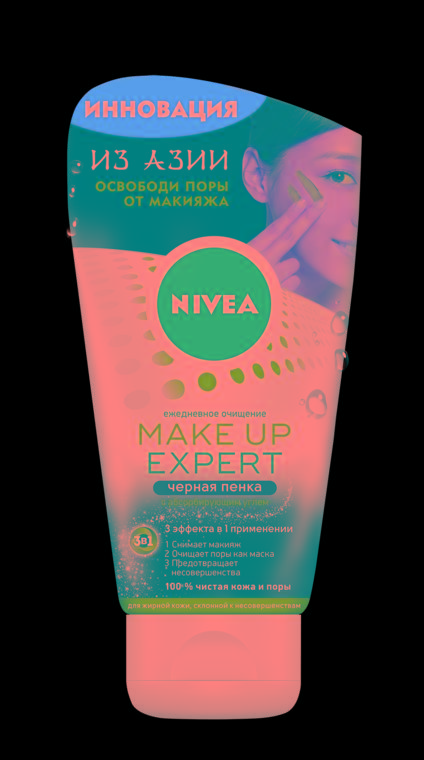 ИННОВАЦИЯ
ИЗ АЗИИ
ОСВОБОДИ ПОРЫ
ОТ МАКИЯЖА
NIVEA
ежедневное очищение
MAKE UP
EXPERT
черная пенка
с абсорбирующим углем
3в1
3 эффекта в 1 применении
1 Снимает макияж
2 Очищает поры как маска
3 Предотвращает
несовершенства
100% чистая кожа и поры
для жирной кожи, склонной к несовершенствам